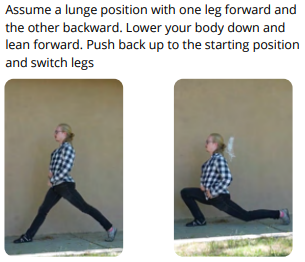 Assume a lunge position with one leg forward and
the other backward. Lower your body down and
lean forward. Push back up to the starting position
and switch legs